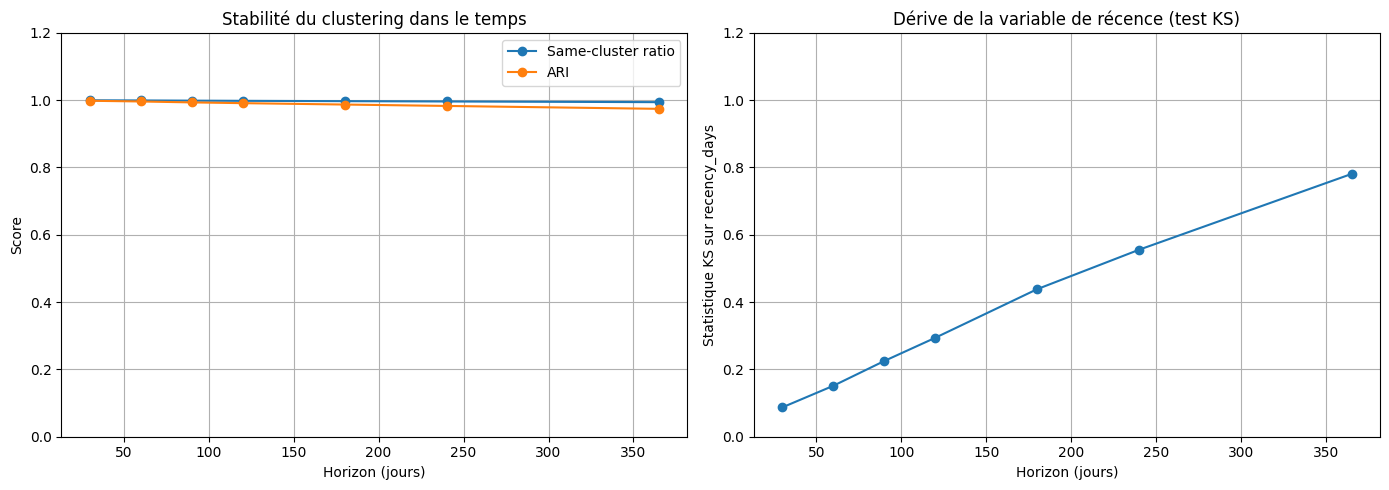 Stabilité du clustering dans le temps
Same-cluster ratio
ARI
Score
1.2
1.0
0.8
0.6
0.4
0.2
0.0
50 100 150 200 250 300 350
Horizon (jours)
Dérive de la variable de récence (test KS)
Statistique KS sur recency_days
1.2
1.0
0.8
0.6
0.4
0.2
0.0
50 100 150 200 250 300 350
Horizon (jours)